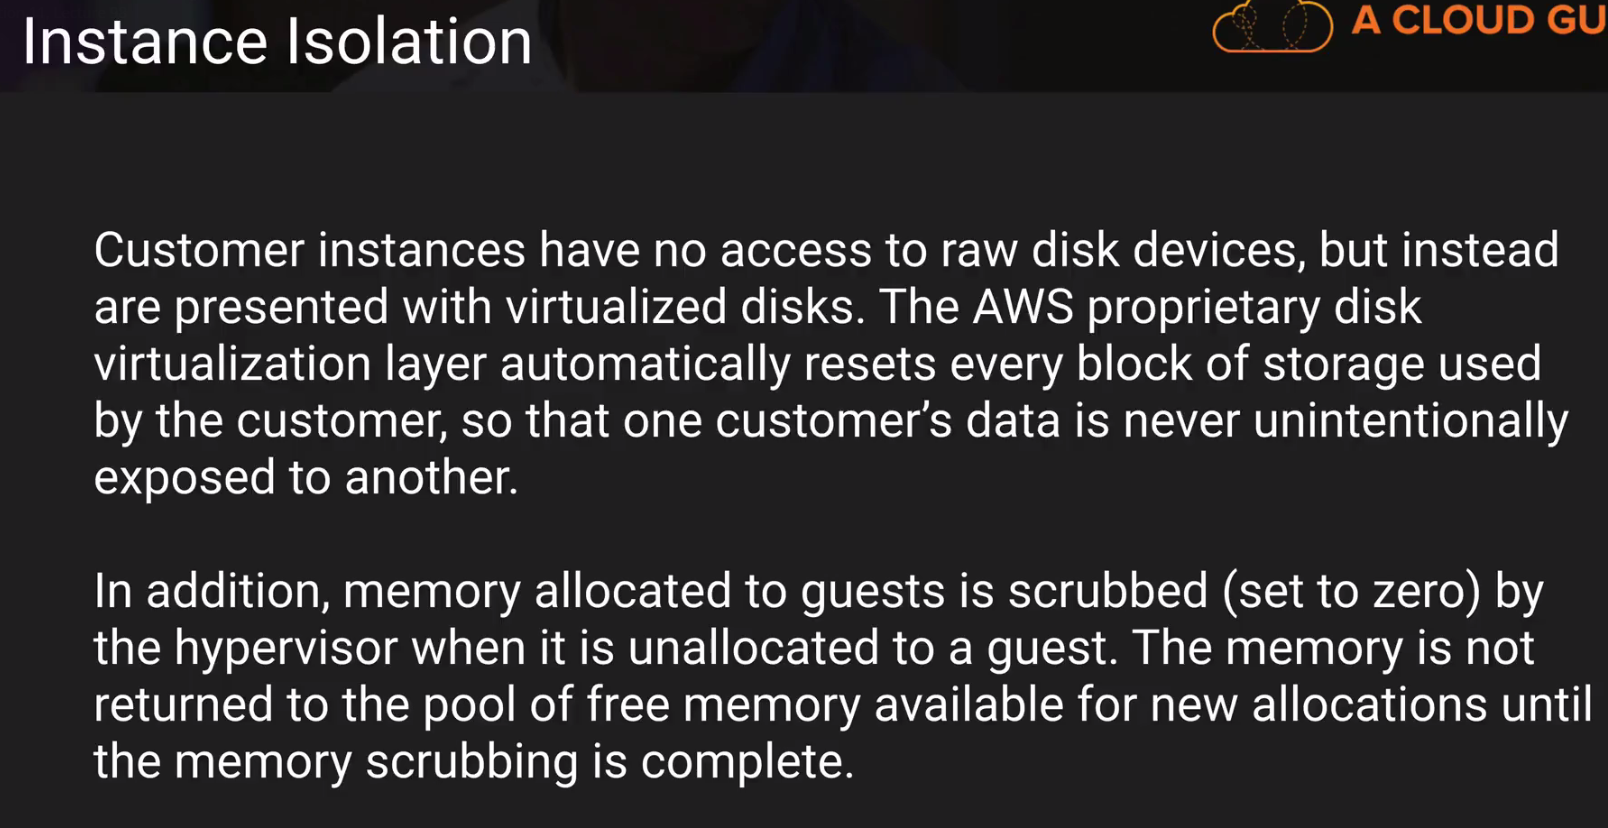 Instance Isolation
A CLOUD GU
Customer instances have no access to raw disk devices, but instead
are presented with virtualized disks. The AWS proprietary disk
virtualization layer automatically resets every block of storage used
by the customer, so that one customer’s data is never unintentionally
exposed to another.
In addition, memory allocated to guests is scrubbed (set to zero) by
the hypervisor when it is unallocated to a guest. The memory is not
returned to the pool of free memory available for new allocations until
the memory scrubbing is complete.